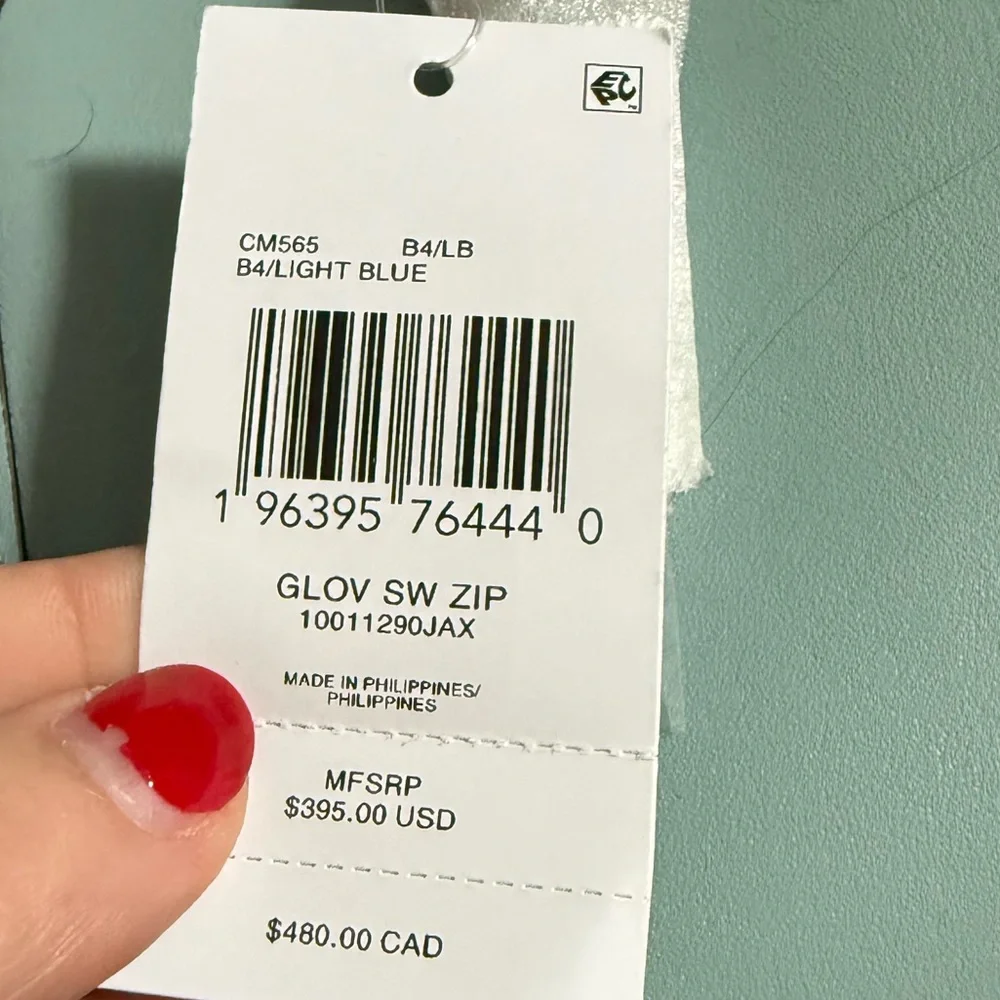 EPC
CM565 B4/LB
B4/LIGHT BLUE
1 96395 76444 0
GLOV SW ZIP
10011290JAX
MADE IN PHILIPPINES/
PHILIPPINES
MFSRP
$395.00 USD
$480.00 CAD